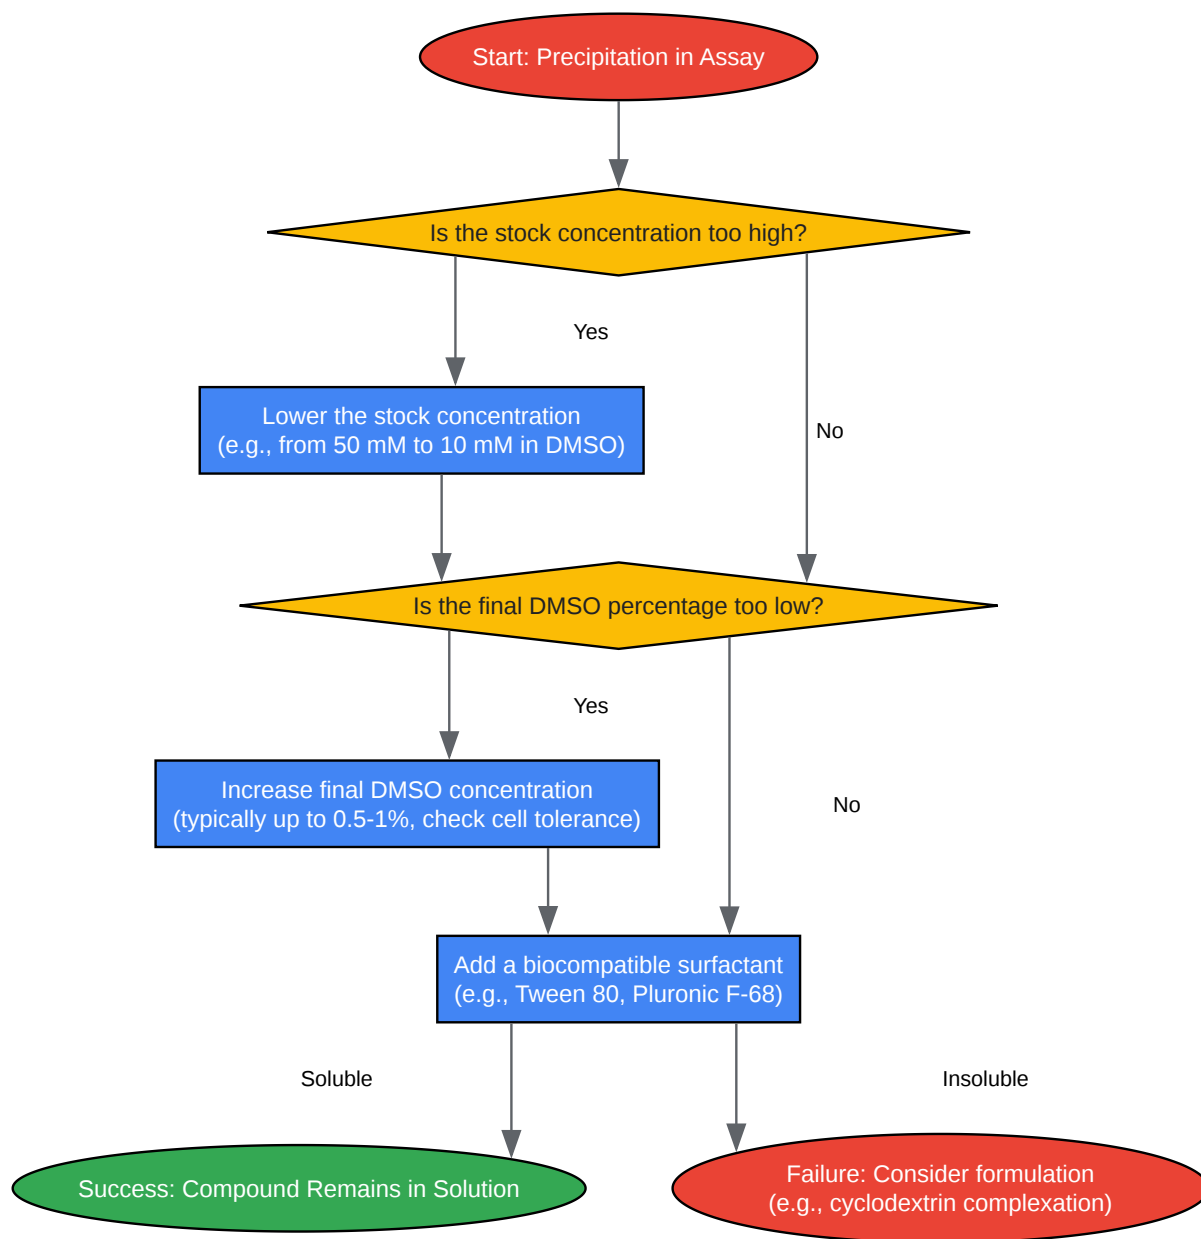 Start: Precipitation in Assay
Is the stock concentration too high?
Yes
Lower the stock concentration
(e.g., from 50 mM to 10 mM in DMSO)
No
Is the final DMSO percentage too low?
Yes
Increase final DMSO concentration
(typically up to 0.5-1%, check cell tolerance)
No
Add a biocompatible surfactant
(e.g., Tween 80, Pluronic F-68)
Soluble
Insoluble
Success: Compound Remains in Solution
Failure: Consider formulation
(e.g., cyclodextrin complexation)